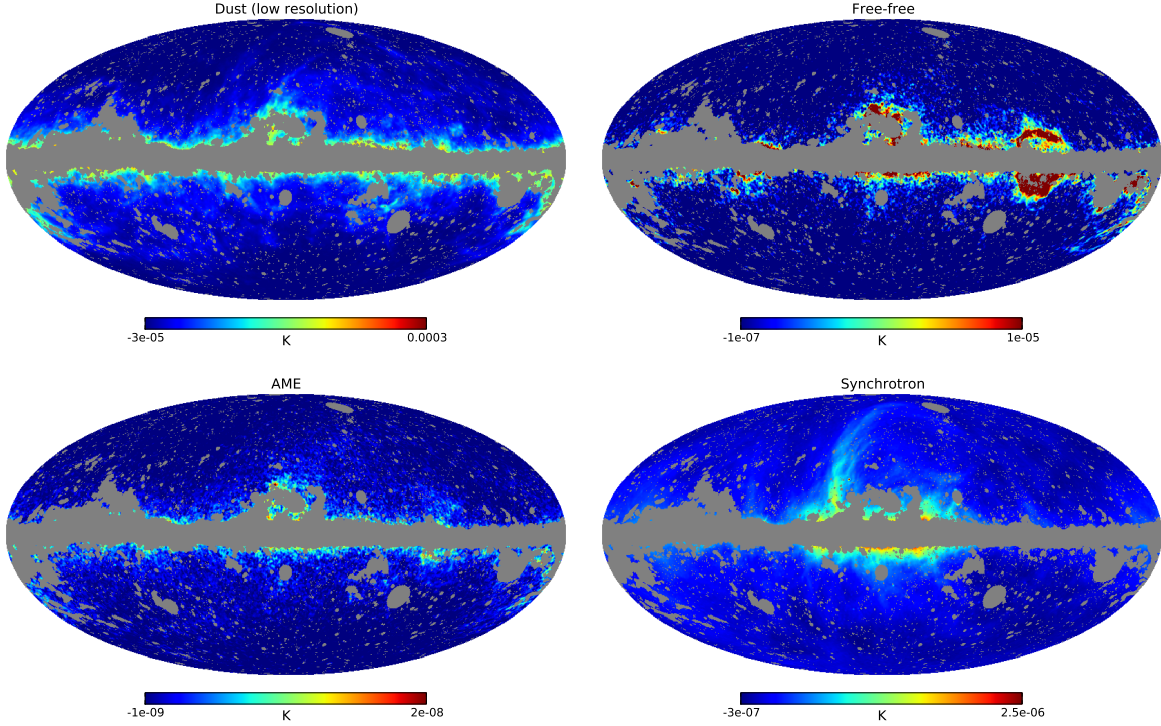 Dust (low resolution)
Free-free
-3e-05 K 0.0003
-1e-07 K 1e-05
AME
Synchrotron
-1e-09 K 2e-08
-3e-07 K 2.5e-06